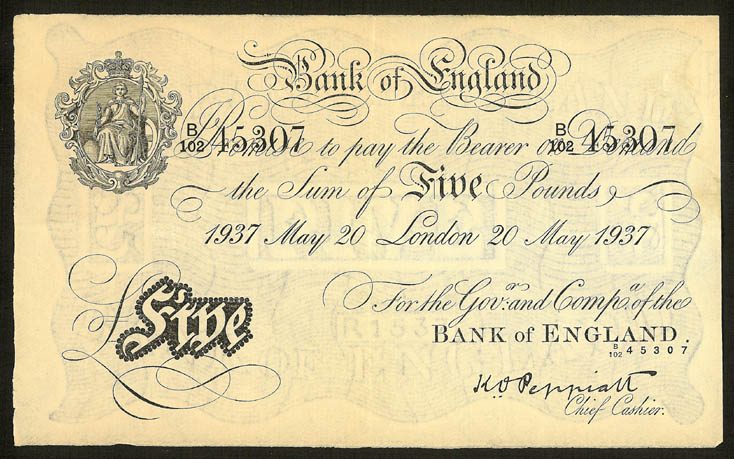 Bank of England
B/102 45307 B/102 45307
Promise to pay the Bearer on Demand
the Sum of Five Pounds
1937 May 20 London 20 May 1937
For the Govr: and Compa: of the
BANK of ENGLAND.
B/102 45307
£Five
K O Peppiatt
Chief Cashier.